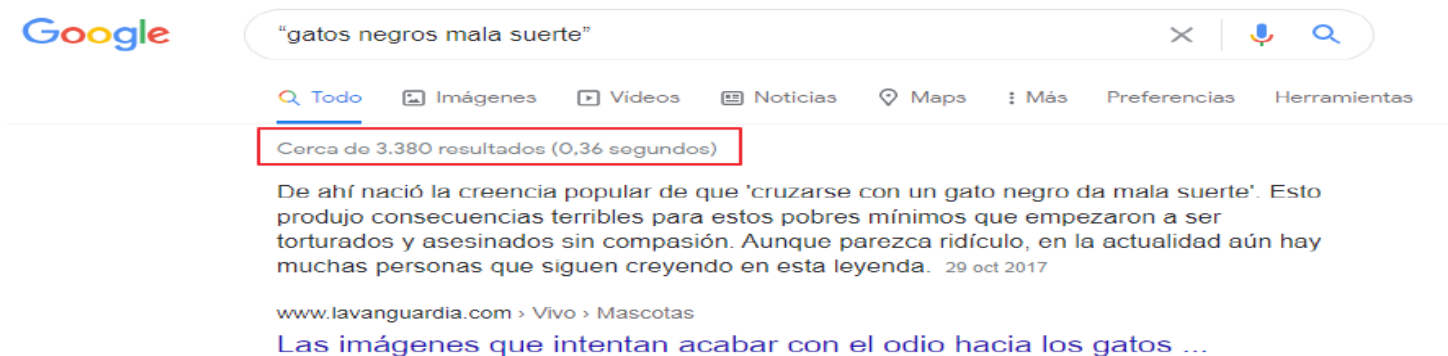 Google
“gatos negros mala suerte”
Todo Imágenes Vídeos Noticias Maps Más Preferencias Herramientas
Cerca de 3.380 resultados (0,36 segundos)
De ahí nació la creencia popular de que 'cruzarse con un gato negro da mala suerte'. Esto
produjo consecuencias terribles para estos pobres mínimos que empezaron a ser
torturados y asesinados sin compasión. Aunque parezca ridículo, en la actualidad aún hay
muchas personas que siguen creyendo en esta leyenda. 29 oct 2017
www.lavanguardia.com › Vivo › Mascotas
Las imágenes que intentan acabar con el odio hacia los gatos ...